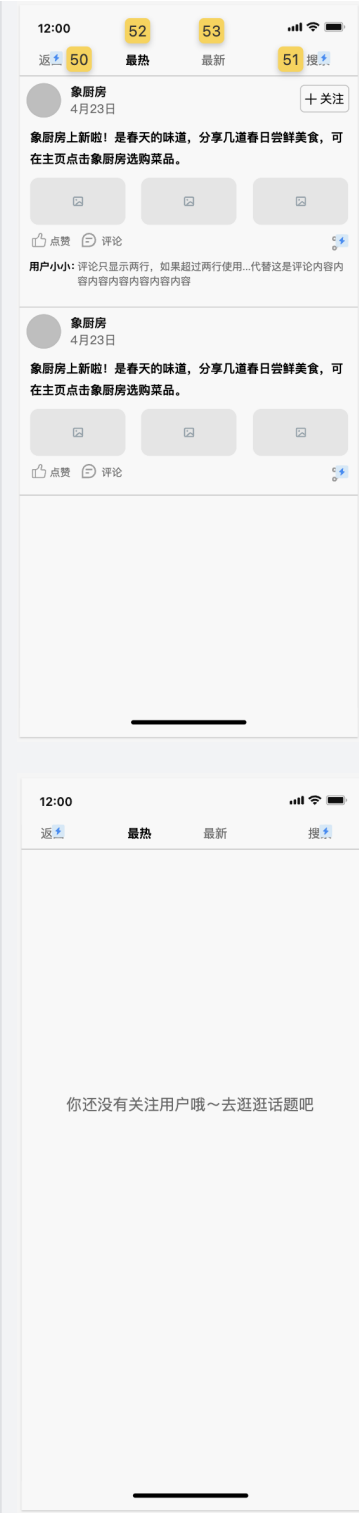 12:00
52
53
返
50
最热
最新
51
搜
象厨房
4月23日
关注
象厨房上新啦！是春天的味道，分享几道春日尝鲜美食，可
在主页点击象厨房选购菜品。
点赞
评论
用户小小：评论只显示两行，如果超过两行使用...代替这是评论内容内
容内容内容内容内容内容
象厨房
4月23日
象厨房上新啦！是春天的味道，分享几道春日尝鲜美食，可
在主页点击象厨房选购菜品。
点赞
评论
12:00
返
最热
最新
搜
你还没有关注用户哦～去逛逛话题吧